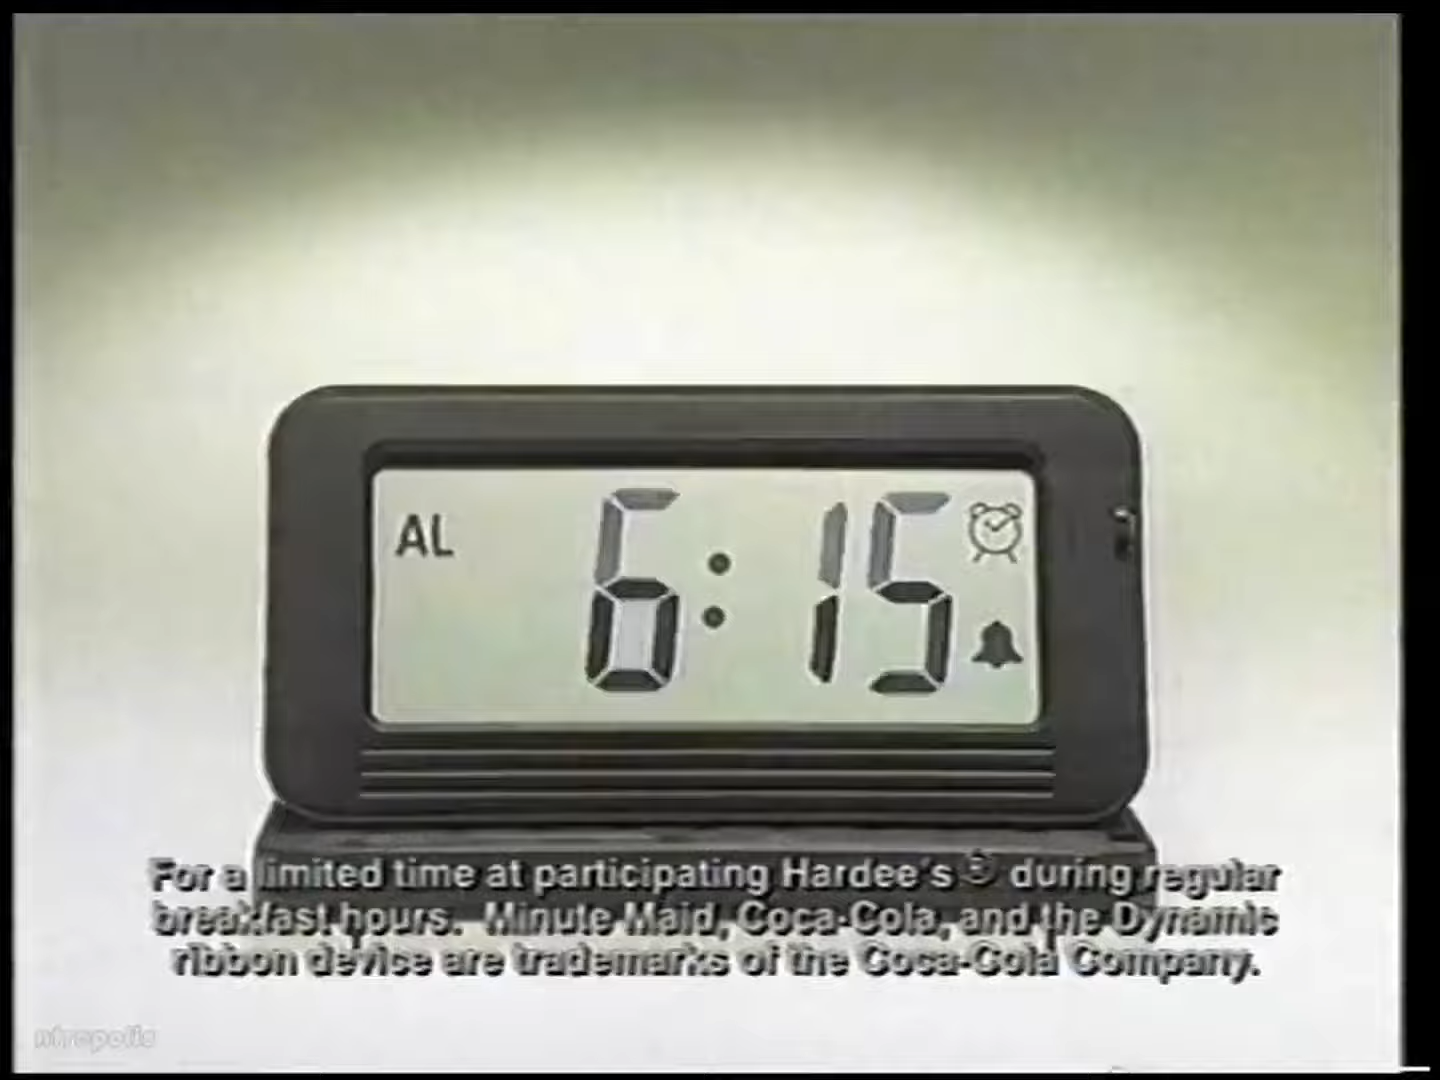 AL 6:15
For a limited time at participating Hardee's® during regular
breakfast hours. Minute Maid, Coca-Cola, and the Dynamic
ribbon device are trademarks of the Coca-Cola Company.
ntropolis